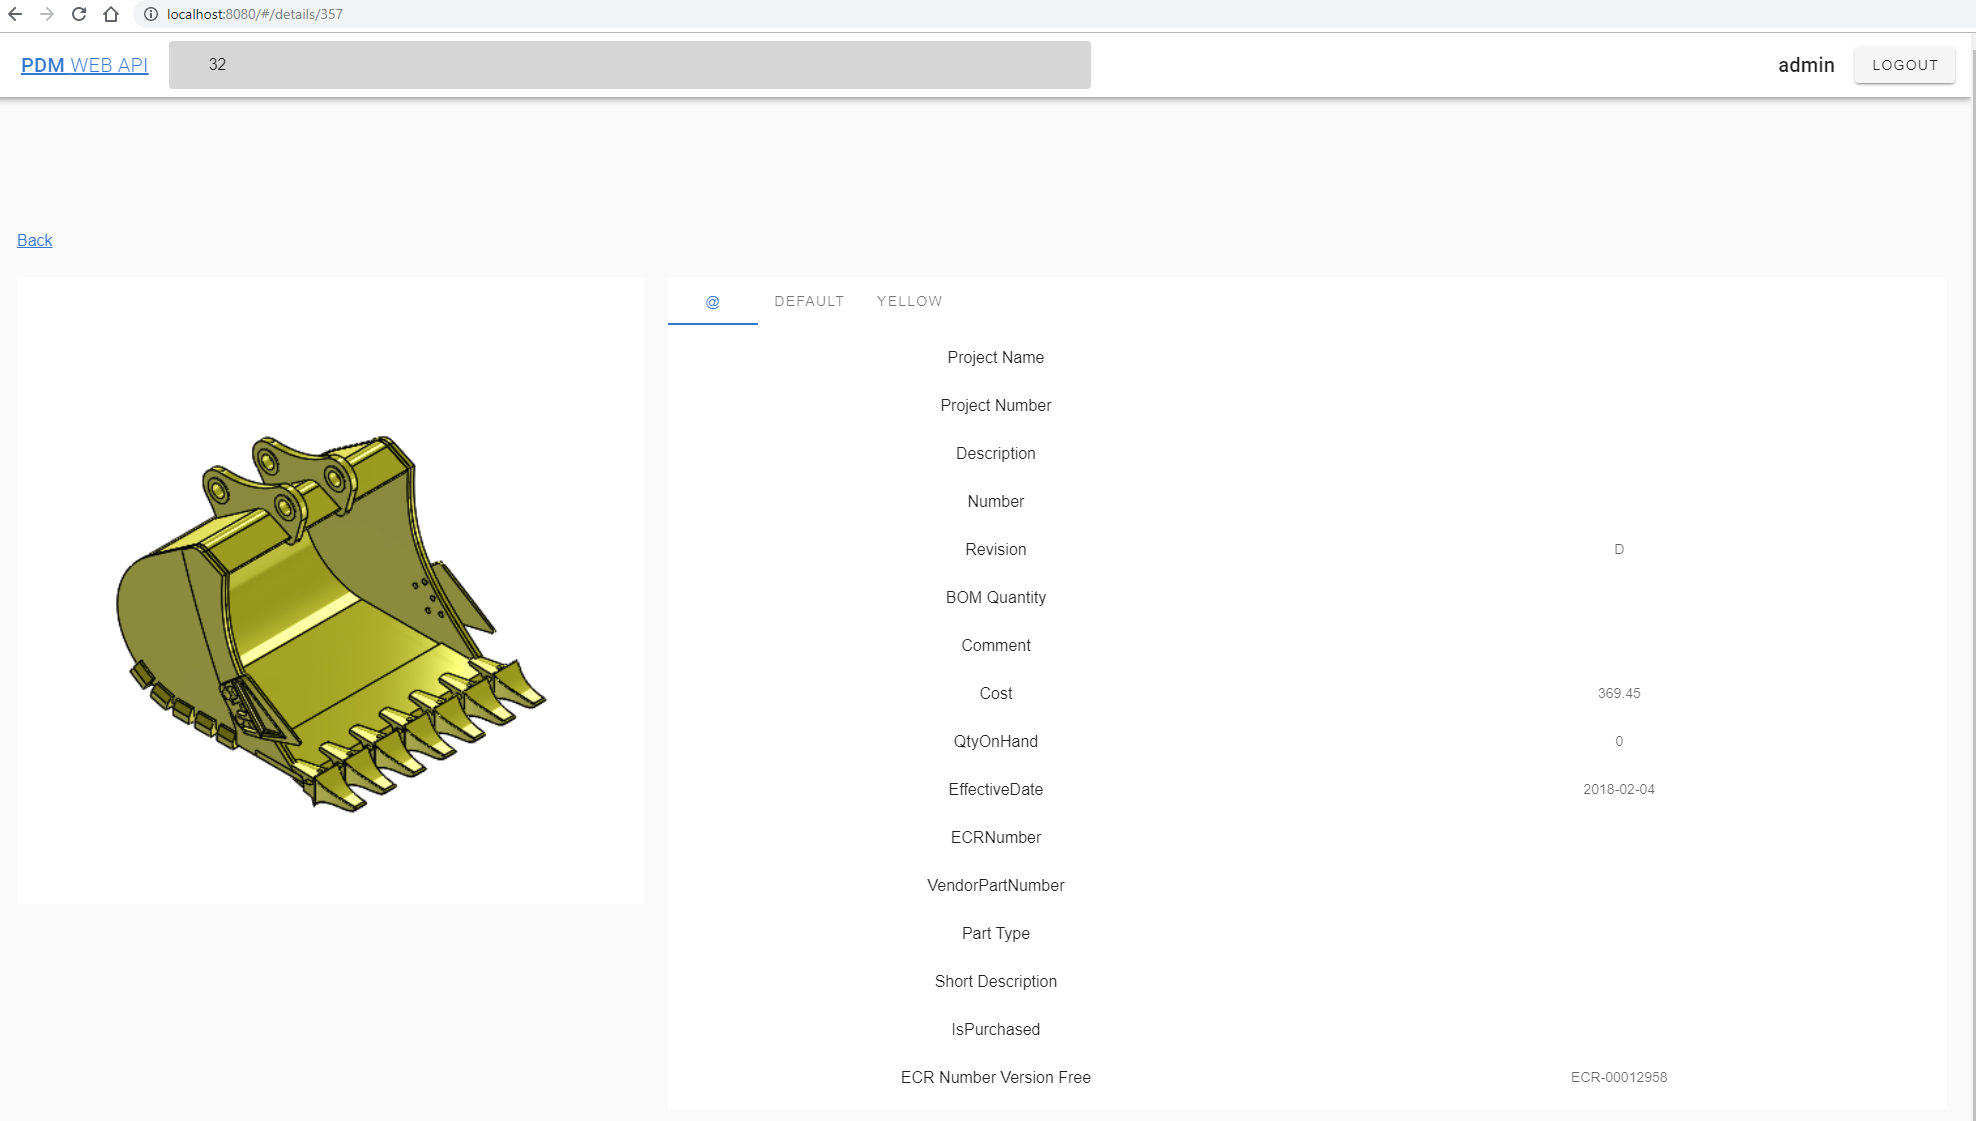 localhost:8080/#/details/357
PDM WEB API
32
admin
LOGOUT
Back
@ DEFAULT YELLOW
Project Name
Project Number
Description
Number
Revision D
BOM Quantity
Comment
Cost 369.45
QtyOnHand 0
EffectiveDate 2018-02-04
ECRNumber
VendorPartNumber
Part Type
Short Description
IsPurchased
ECR Number Version Free ECR-00012958